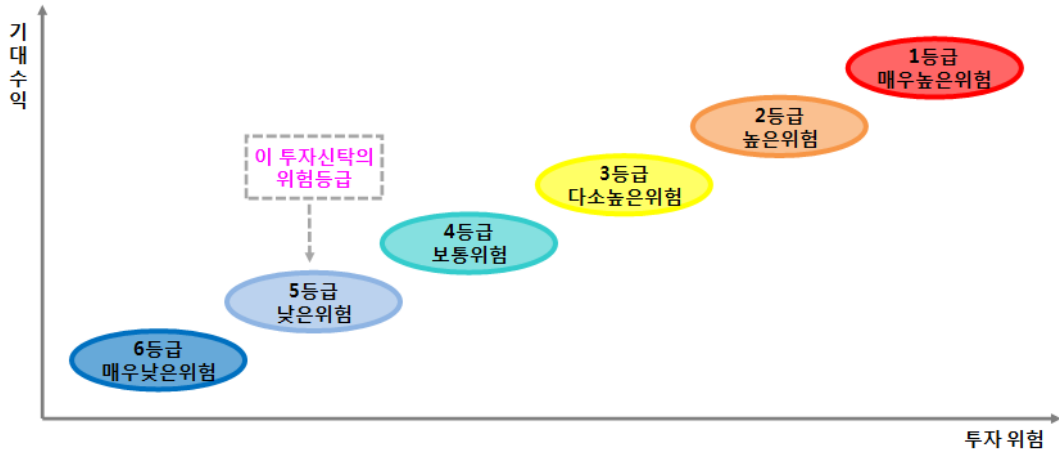 기
대
수
익
1등급
매우높은위험
2등급
높은위험
이 투자신탁의
위험등급
3등급
다소높은위험
4등급
보통위험
5등급
낮은위험
6등급
매우낮은위험
투자 위험